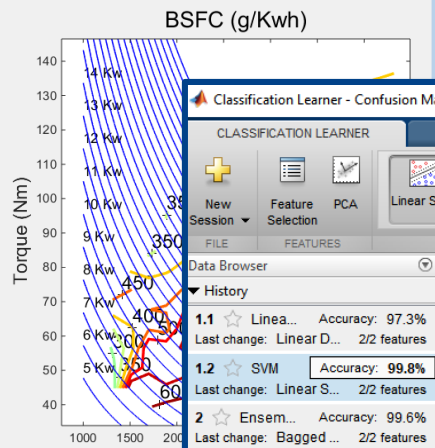 BSFC (g/Kwh)
140
130
120
110
100
90
80
70
60
50
40
Torque (Nm)
14 Kw
13 Kw
12 Kw
11 Kw
10 Kw
9 Kw
8 Kw
7 Kw
6 Kw
5 Kw
350
450
400
300
350
1000
1500
Classification Learner - Confusion Ma
CLASSIFICATION LEARNER
New
Session
Feature
Selection
PCA
Linear S
FILE
FEATURES
Data Browser
History
1.1 Linea... Accuracy: 97.3%
Last change: Linear D... 2/2 features
1.2 SVM Accuracy: 99.8%
Last change: Linear S... 2/2 features
2 Ensem... Accuracy: 99.6%
Last change: Bagged ... 2/2 features